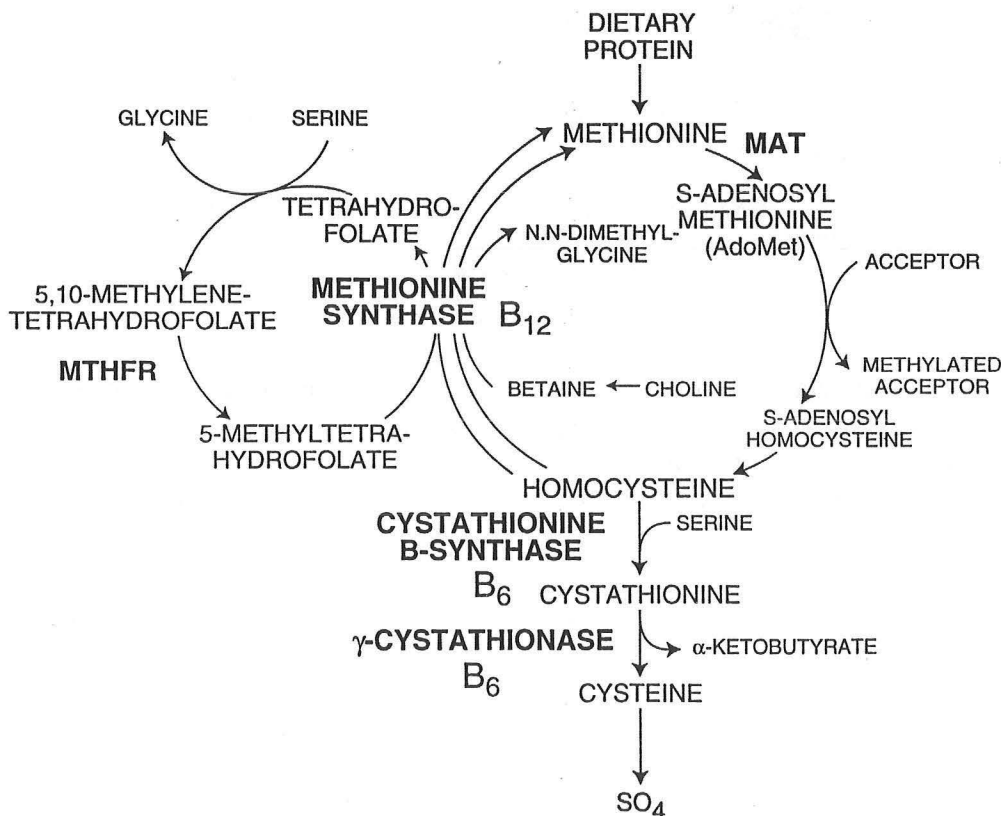 DIETARY
PROTEIN
GLYCINE
SERINE
METHIONINE
MAT
S-ADENOSYL
METHIONINE
(AdoMet)
TETRAHYDRO-
FOLATE
N.N-DIMETHYL-
GLYCINE
ACCEPTOR
5,10-METHYLENE-
TETRAHYDROFOLATE
METHIONINE
SYNTHASE
B12
MTHFR
BETAINE
CHOLINE
METHYLATED
ACCEPTOR
5-METHYLTETRA-
HYDROFOLATE
S-ADENOSYL
HOMOCYSTEINE
HOMOCYSTEINE
CYSTATHIONINE
B-SYNTHASE
B6
SERINE
CYSTATHIONINE
γ-CYSTATHIONASE
B6
α-KETOBUTYRATE
CYSTEINE
SO4